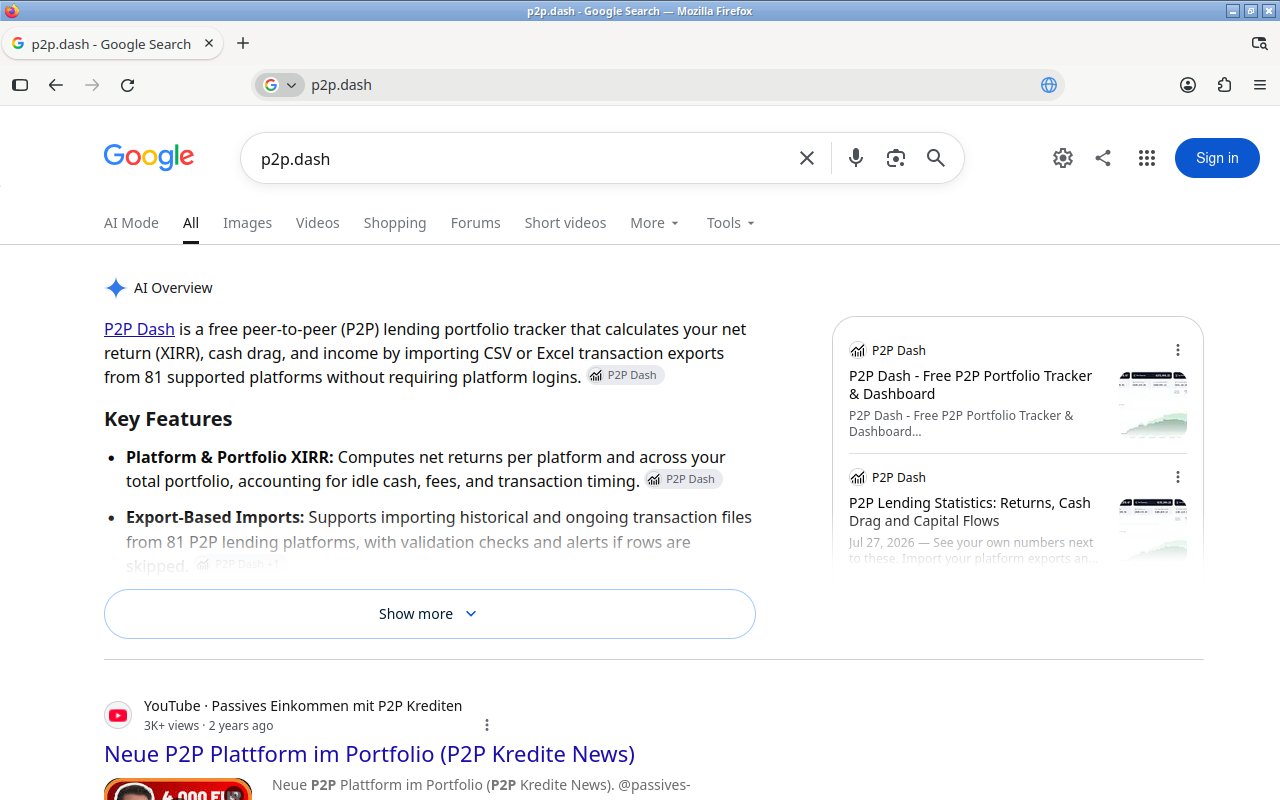 p2p.dash - Google Search — Mozilla Firefox
p2p.dash - Google Search
p2p.dash
Google
p2p.dash
Sign in
AI Mode
All
Images
Videos
Shopping
Forums
Short videos
More
Tools
AI Overview
P2P Dash is a free peer-to-peer (P2P) lending portfolio tracker that calculates your net
return (XIRR), cash drag, and income by importing CSV or Excel transaction exports
from 81 supported platforms without requiring platform logins. P2P Dash
Key Features
Platform & Portfolio XIRR: Computes net returns per platform and across your
total portfolio, accounting for idle cash, fees, and transaction timing. P2P Dash
Export-Based Imports: Supports importing historical and ongoing transaction files
from 81 P2P lending platforms, with validation checks and alerts if rows are
skipped. P2P Dash +1
Show more
P2P Dash
P2P Dash - Free P2P Portfolio Tracker
& Dashboard
P2P Dash - Free P2P Portfolio Tracker &
Dashboard...
P2P Dash
P2P Lending Statistics: Returns, Cash
Drag and Capital Flows
Jul 27, 2026 — See your own numbers next
to these. Import your platform exports an...
YouTube · Passives Einkommen mit P2P Krediten
3K+ views · 2 years ago
Neue P2P Plattform im Portfolio (P2P Kredite News)
Neue P2P Plattform im Portfolio (P2P Kredite News). @passives-